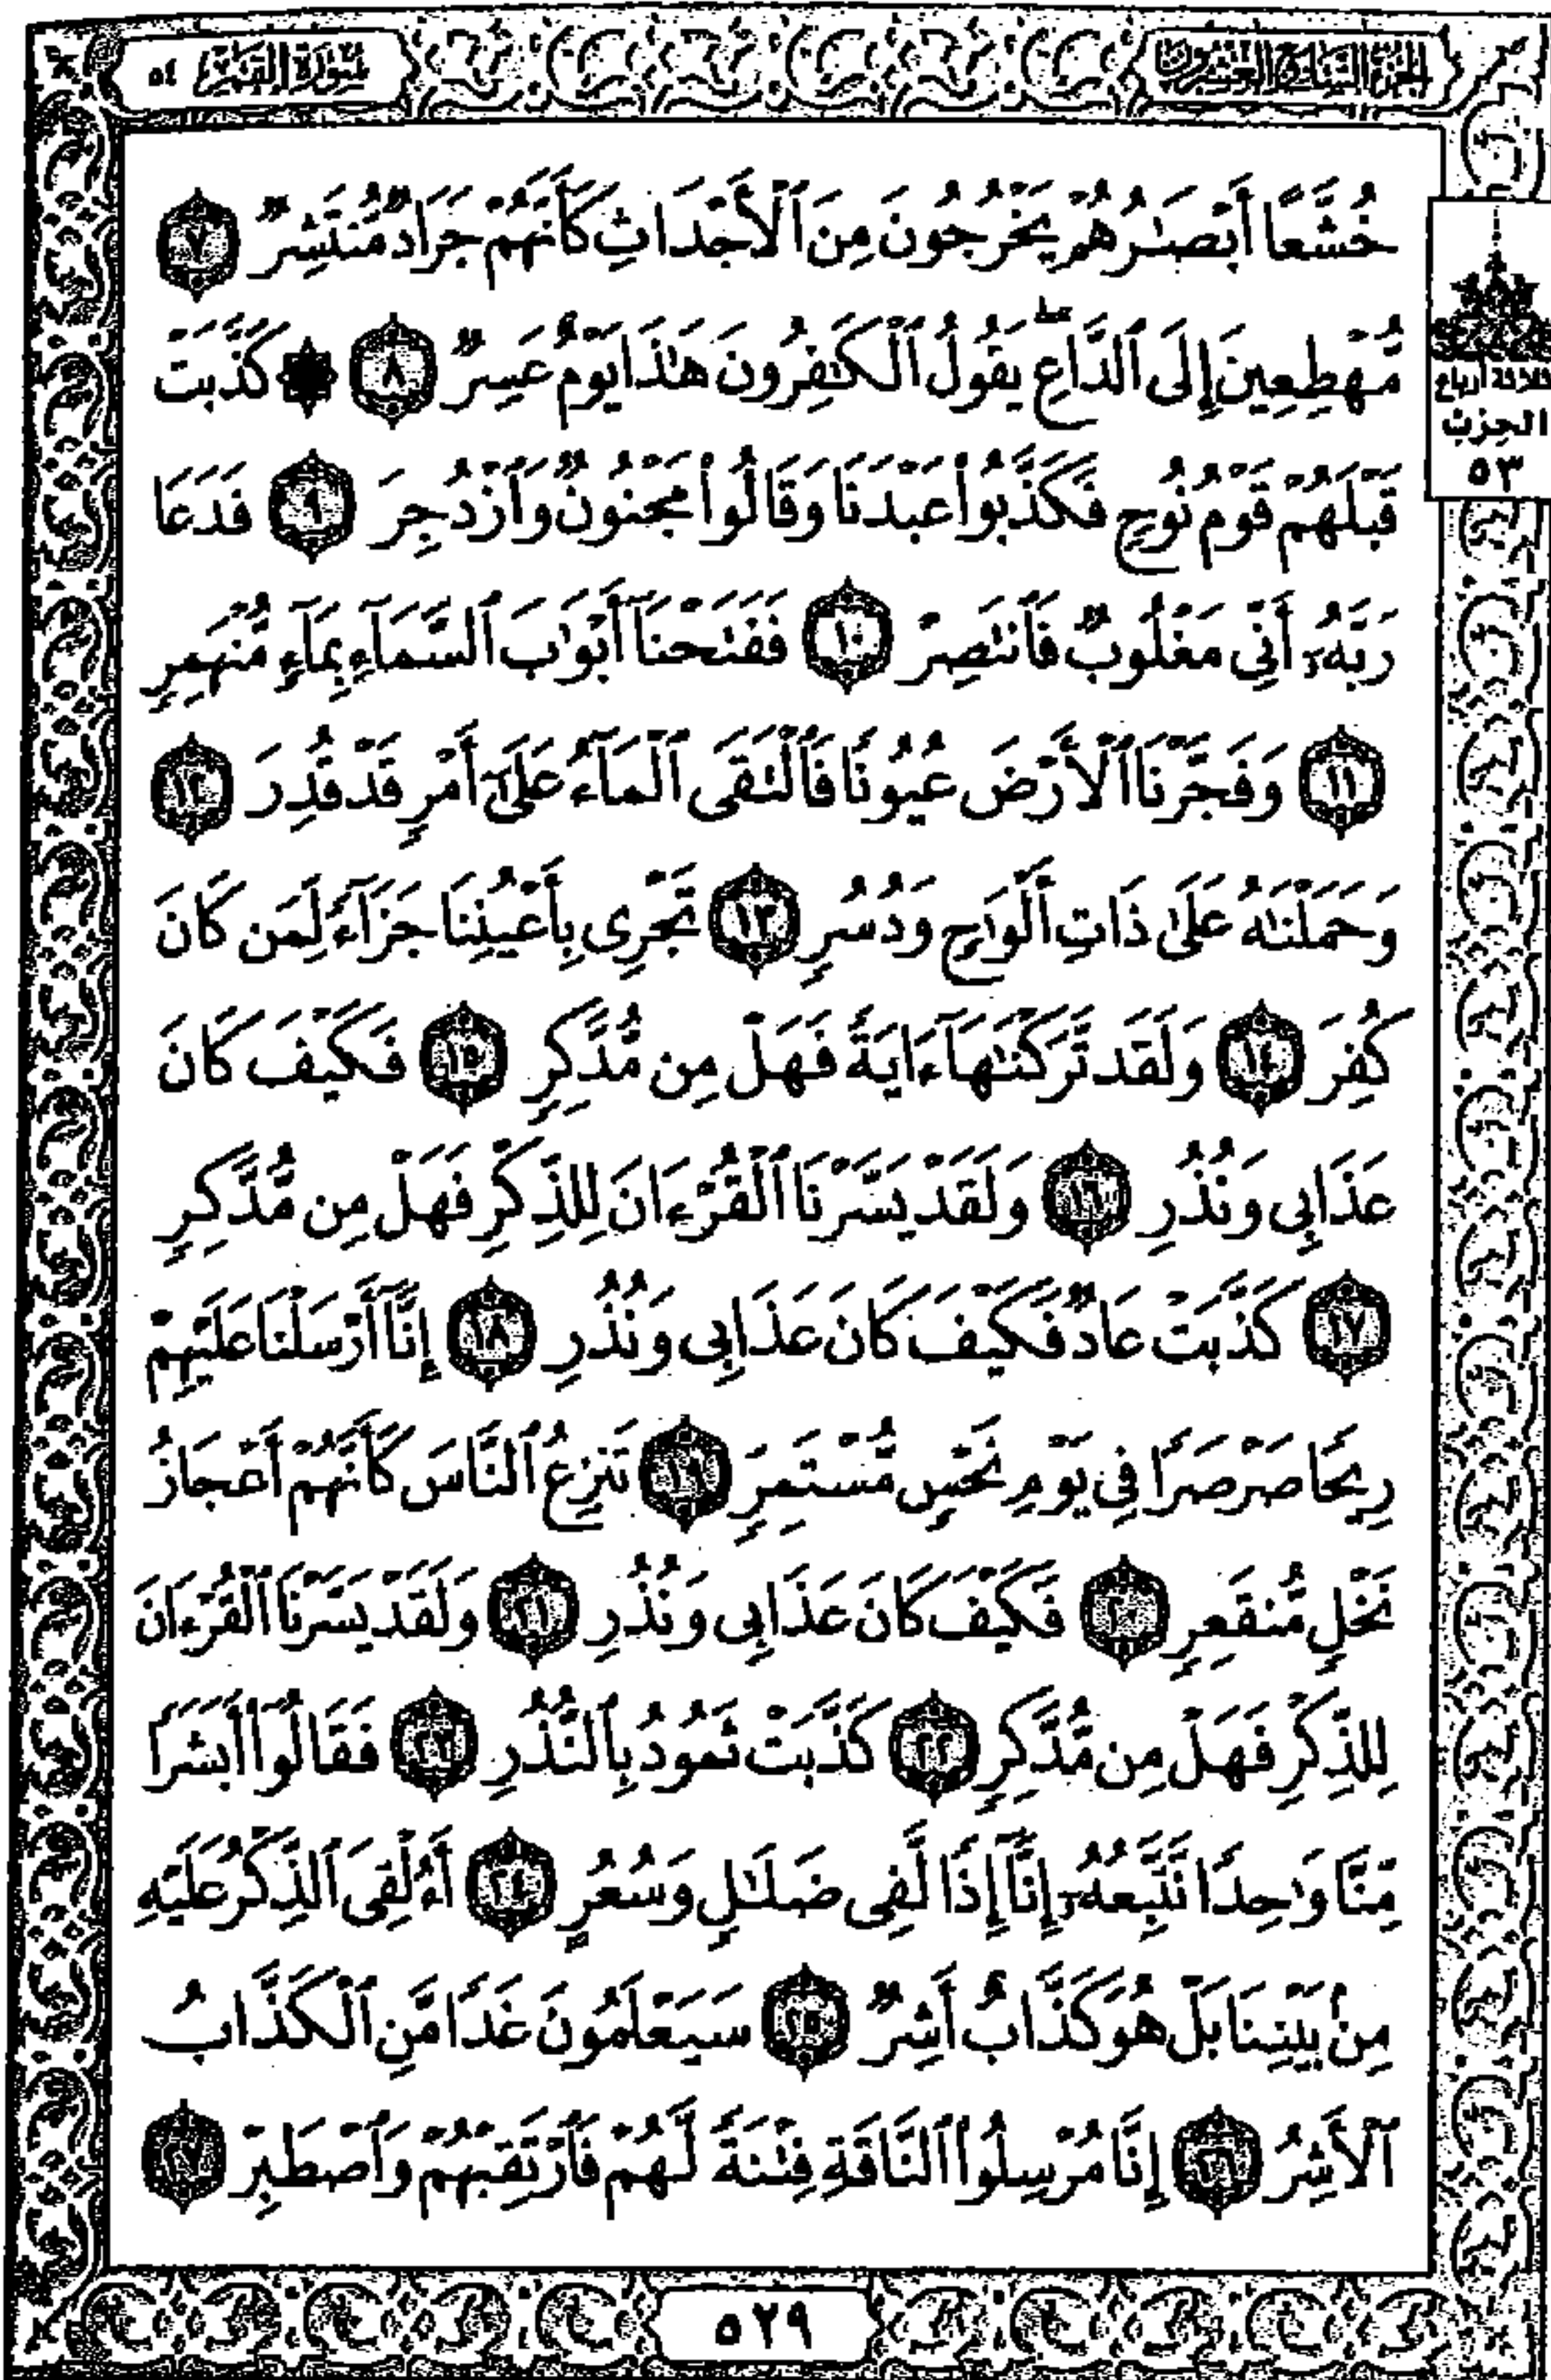 الجزء السابع والعشرون
سورة القمر ٥٤
خُشَّعًا أَبْصَٰرُهُمْ يَخْرُجُونَ مِنَ ٱلْأَجْدَاثِ كَأَنَّهُمْ جَرَادٌ مُّنتَشِرٌ ٧
مُّهْطِعِينَ إِلَى ٱلدَّاعِ ۖ يَقُولُ ٱلْكَٰفِرُونَ هَٰذَا يَوْمٌ عَسِرٌ ٨ ۞ كَذَّبَتْ
ثلاثة أرباع
الحزب
٥٣
قَبْلَهُمْ قَوْمُ نُوحٍ فَكَذَّبُوا۟ عَبْدَنَا وَقَالُوا۟ مَجْنُونٌ وَٱزْدُجِرَ ٩ فَدَعَا
رَبَّهُۥٓ أَنِّى مَغْلُوبٌ فَٱنتَصِرْ ١٠ فَفَتَحْنَآ أَبْوَٰبَ ٱلسَّمَآءِ بِمَآءٍ مُّنْهَمِرٍ
١١ وَفَجَّرْنَا ٱلْأَرْضَ عُيُونًا فَٱلْتَقَى ٱلْمَآءُ عَلَىٰٓ أَمْرٍ قَدْ قُدِرَ ١٢
وَحَمَلْنَٰهُ عَلَىٰ ذَاتِ أَلْوَٰحٍ وَدُسُرٍ ١٣ تَجْرِى بِأَعْيُنِنَا جَزَآءً لِّمَن كَانَ
كُفِرَ ١٤ وَلَقَد تَّرَكْنَٰهَآ ءَايَةً فَهَلْ مِن مُّدَّكِرٍ ١٥ فَكَيْفَ كَانَ
عَذَابِى وَنُذُرِ ١٦ وَلَقَدْ يَسَّرْنَا ٱلْقُرْءَانَ لِلذِّكْرِ فَهَلْ مِن مُّدَّكِرٍ
١٧ كَذَّبَتْ عَادٌ فَكَيْفَ كَانَ عَذَابِى وَنُذُرِ ١٨ إِنَّآ أَرْسَلْنَا عَلَيْهِمْ
رِيحًا صَرْصَرًا فِى يَوْمِ نَحْسٍ مُّسْتَمِرٍّ ١٩ تَنزِعُ ٱلنَّاسَ كَأَنَّهُمْ أَعْجَازُ
نَخْلٍ مُّنقَعِرٍ ٢٠ فَكَيْفَ كَانَ عَذَابِى وَنُذُرِ ٢١ وَلَقَدْ يَسَّرْنَا ٱلْقُرْءَانَ
لِلذِّكْرِ فَهَلْ مِن مُّدَّكِرٍ ٢٢ كَذَّبَتْ ثَمُودُ بِٱلنُّذُرِ ٢٣ فَقَالُوٓا۟ أَبَشَرًا
مِّنَّا وَٰحِدًا نَّتَّبِعُهُۥٓ إِنَّآ إِذًا لَّفِى ضَلَٰلٍ وَسُعُرٍ ٢٤ أَءُلْقِىَ ٱلذِّكْرُ عَلَيْهِ
مِنۢ بَيْنِنَا بَلْ هُوَ كَذَّابٌ أَشِرٌ ٢٥ سَيَعْلَمُونَ غَدًا مَّنِ ٱلْكَذَّابُ
ٱلْأَشِرُ ٢٦ إِنَّا مُرْسِلُوا۟ ٱلنَّاقَةِ فِتْنَةً لَّهُمْ فَٱرْتَقِبْهُمْ وَٱصْطَبِرْ ٢٧
٥٢٩